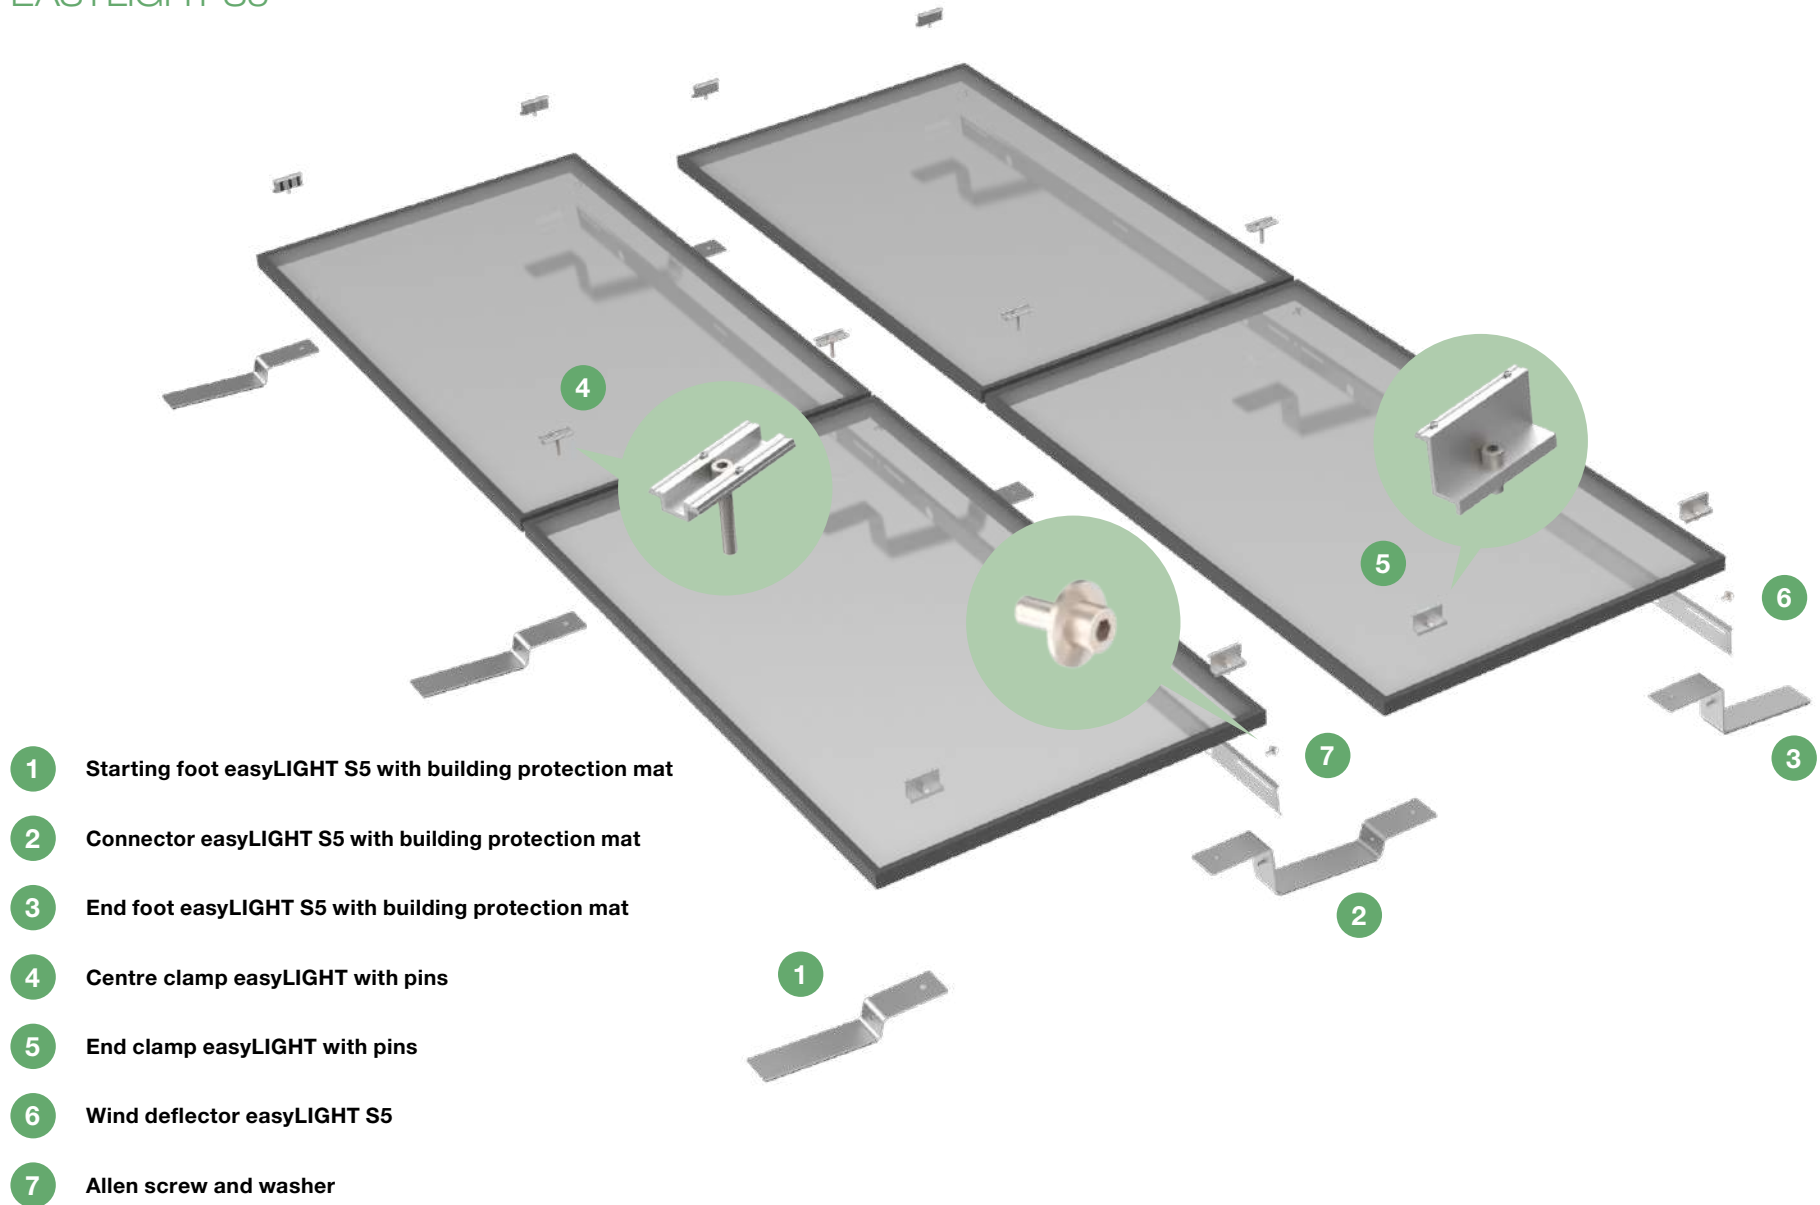 EASYLIGHT S5
4
5
6
7
3
2
1
1 Starting foot easyLIGHT S5 with building protection mat
2 Connector easyLIGHT S5 with building protection mat
3 End foot easyLIGHT S5 with building protection mat
4 Centre clamp easyLIGHT with pins
5 End clamp easyLIGHT with pins
6 Wind deflector easyLIGHT S5
7 Allen screw and washer